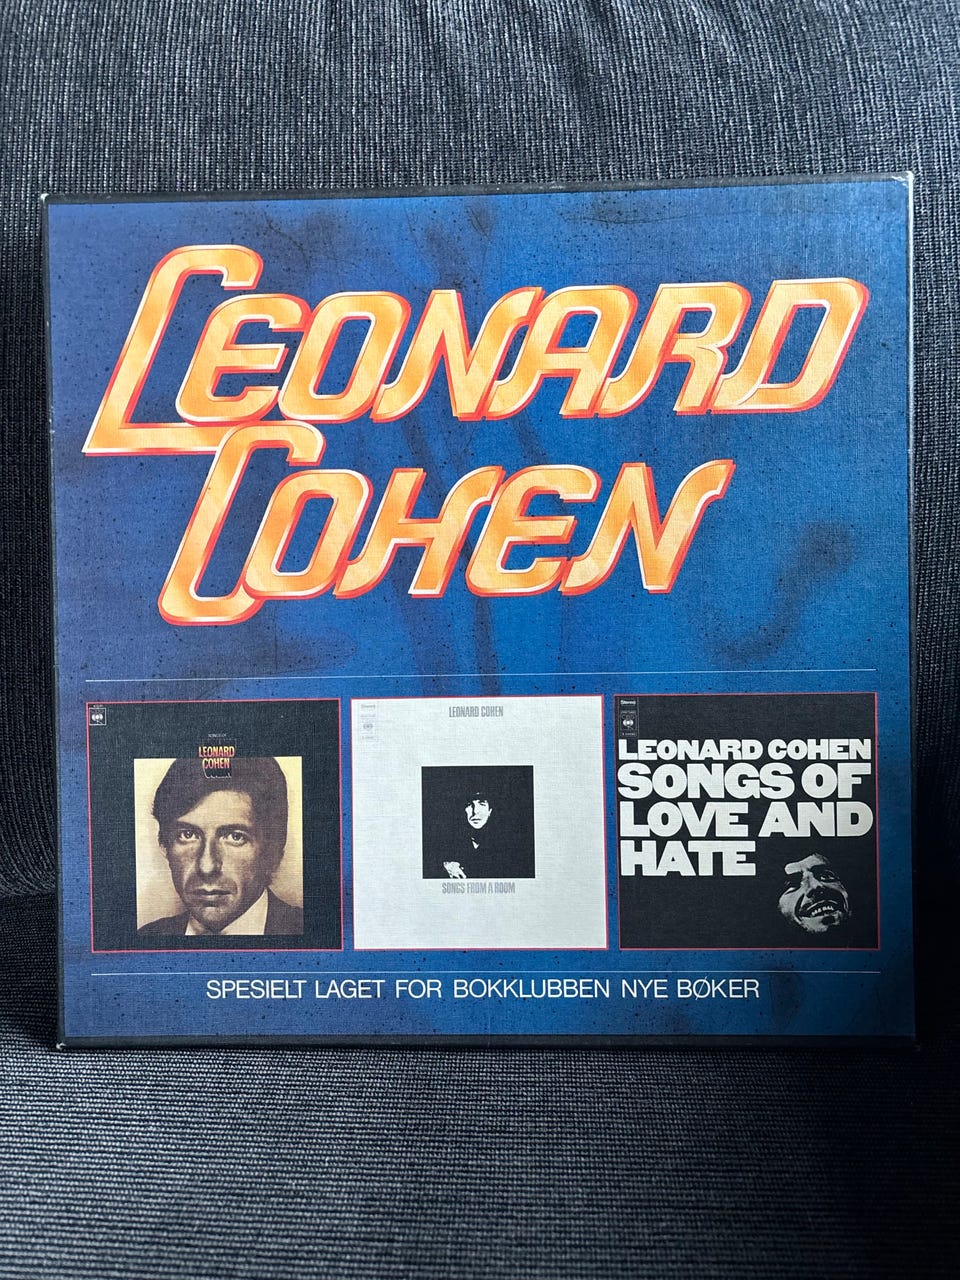 LEONARD
COHEN
SONGS OF
LEONARD
COHEN
LEONARD COHEN
SONGS FROM A ROOM
Stereo
LEONARD COHEN
SONGS OF
LOVE AND
HATE
SPESIELT LAGET FOR BOKKLUBBEN NYE BØKER